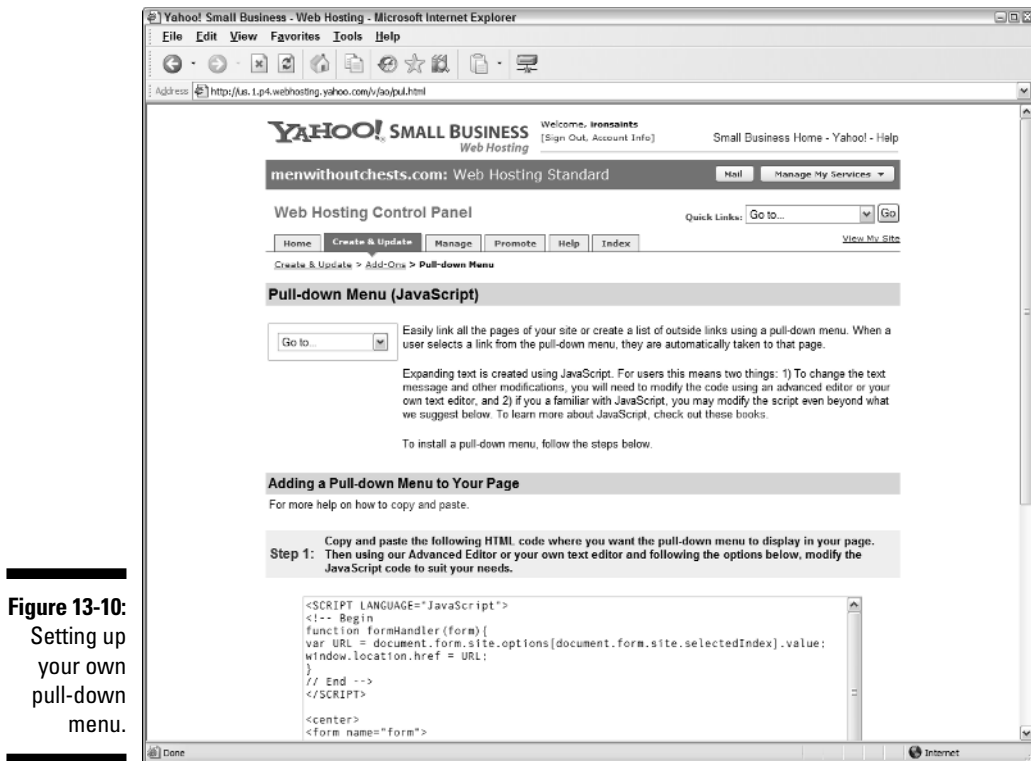 Yahoo! Small Business - Web Hosting - Microsoft Internet Explorer
File Edit View Favorites Tools Help
Address http://us.1.p4.webhosting.yahoo.com/v/ao/pul.html
YAHOO! SMALL BUSINESS
Web Hosting
Welcome, ironsaints
[Sign Out, Account Info]
Small Business Home - Yahoo! - Help
menwithoutchests.com: Web Hosting Standard
Mail
Manage My Services
Web Hosting Control Panel
Quick Links: Go to... Go
Home Create & Update Manage Promote Help Index
View My Site
Create & Update > Add-Ons > Pull-down Menu
Pull-down Menu (JavaScript)
Go to...
Easily link all the pages of your site or create a list of outside links using a pull-down menu. When a
user selects a link from the pull-down menu, they are automatically taken to that page.
Expanding text is created using JavaScript. For users this means two things: 1) To change the text
message and other modifications, you will need to modify the code using an advanced editor or your
own text editor, and 2) if you a familiar with JavaScript, you may modify the script even beyond what
we suggest below. To learn more about JavaScript, check out these books.
To install a pull-down menu, follow the steps below.
Adding a Pull-down Menu to Your Page
For more help on how to copy and paste.
Step 1: Copy and paste the following HTML code where you want the pull-down menu to display in your page.
Then using our Advanced Editor or your own text editor and following the options below, modify the
JavaScript code to suit your needs.
<SCRIPT LANGUAGE="JavaScript">
<!-- Begin
function formHandler(form){
var URL = document.form.site.options[document.form.site.selectedIndex].value;
window.location.href = URL;
}
// End -->
</SCRIPT>
<center>
<form name="form">
Done
Internet
Figure 13-10:
Setting up
your own
pull-down
menu.